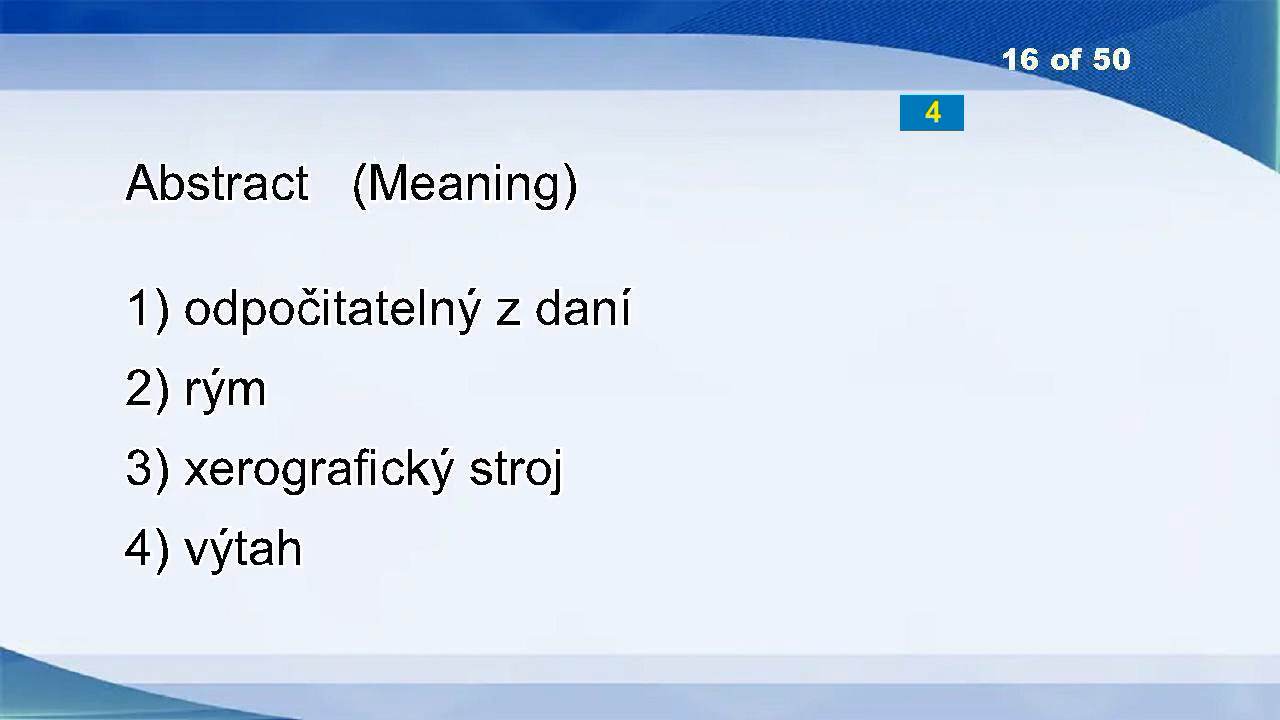 16 of 50
4
Abstract (Meaning)
1) odpočitatelný z daní
2) rým
3) xerografický stroj
4) výtah